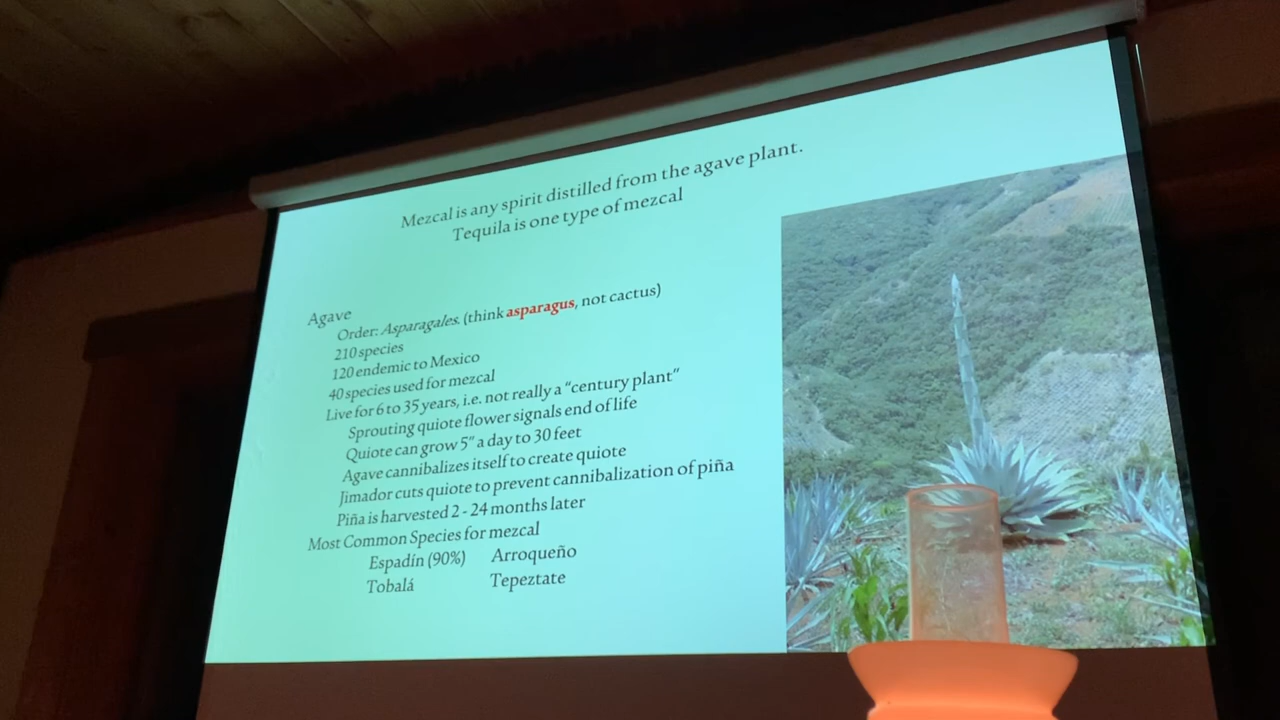 Mezcal is any spirit distilled from the agave plant.
Tequila is one type of mezcal
Agave
Order: Asparagales. (think asparagus, not cactus)
210 species
120 endemic to Mexico
40 species used for mezcal
Live for 6 to 35 years, i.e. not really a “century plant”
Sprouting quiote flower signals end of life
Quiote can grow 5” a day to 30 feet
Agave cannibalizes itself to create quiote
Jimador cuts quiote to prevent cannibalization of piña
Piña is harvested 2 - 24 months later
Most Common Species for mezcal
Espadín (90%) Arroqueño
Tobalá Tepeztate